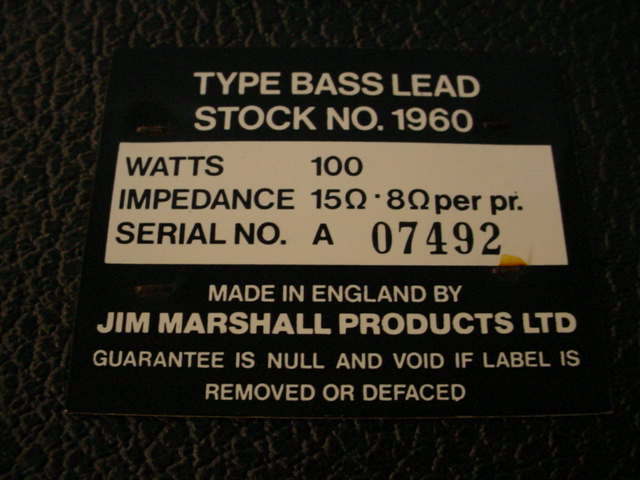 TYPE BASS LEAD
STOCK NO. 1960
WATTS 100
IMPEDANCE 15Ω · 8Ω per pr.
SERIAL NO. A 07492
MADE IN ENGLAND BY
JIM MARSHALL PRODUCTS LTD
GUARANTEE IS NULL AND VOID IF LABEL IS
REMOVED OR DEFACED